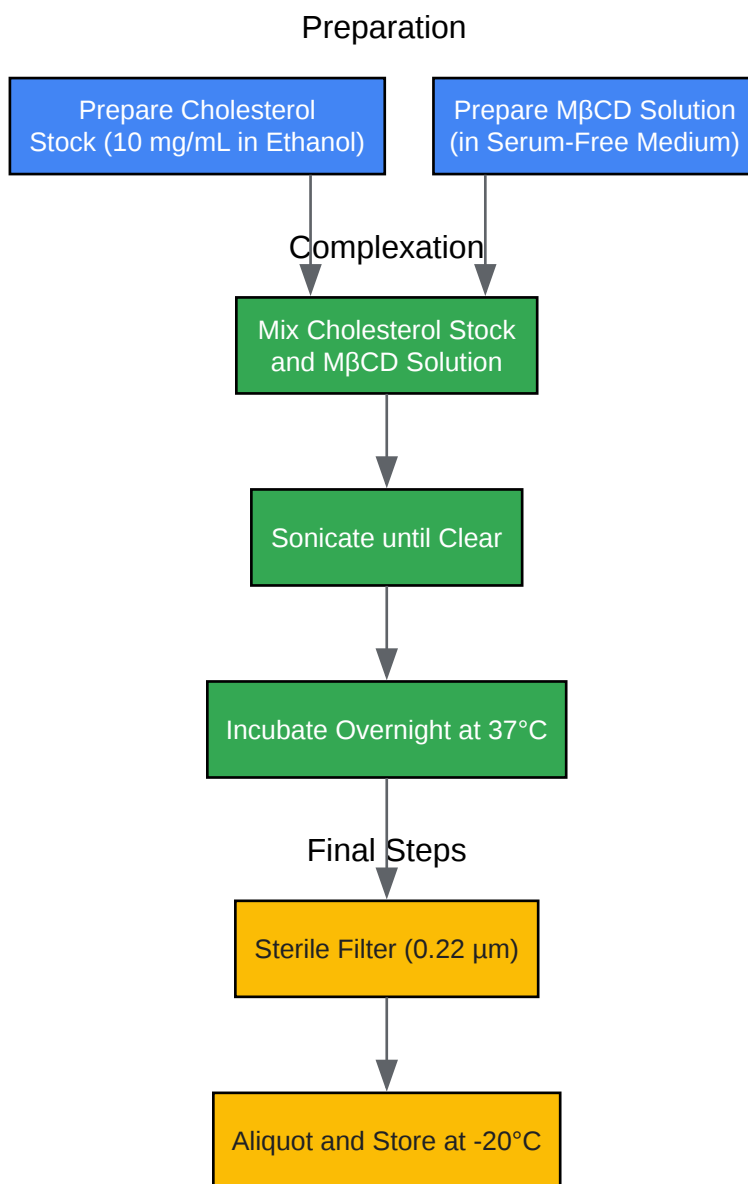 Preparation
Prepare Cholesterol
Stock (10 mg/mL in Ethanol)
Prepare MβCD Solution
(in Serum-Free Medium)
Complexation
Mix Cholesterol Stock
and MβCD Solution
Sonicate until Clear
Incubate Overnight at 37°C
Final Steps
Sterile Filter (0.22 µm)
Aliquot and Store at -20°C